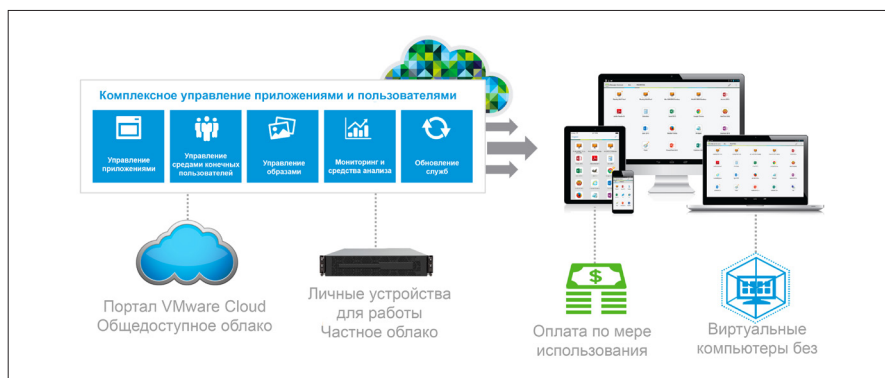 Комплексное управление приложениями и пользователями
Управление
приложениями
Управление
средами конечных
пользователей
Управление
образами
Мониторинг и
средства анализа
Обновление
служб
Портал VMware Cloud
Общедоступное облако
Личные устройства
для работы
Частное облако
$
Оплата по мере
использования
Виртуальные
компьютеры без